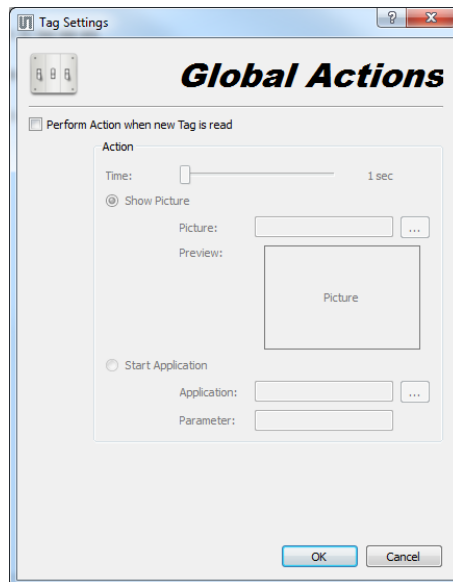 Tag Settings
Global Actions
Perform Action when new Tag is read
Action
Time: 1 sec
Show Picture
Picture: ...
Preview:
Picture
Start Application
Application: ...
Parameter:
OK Cancel